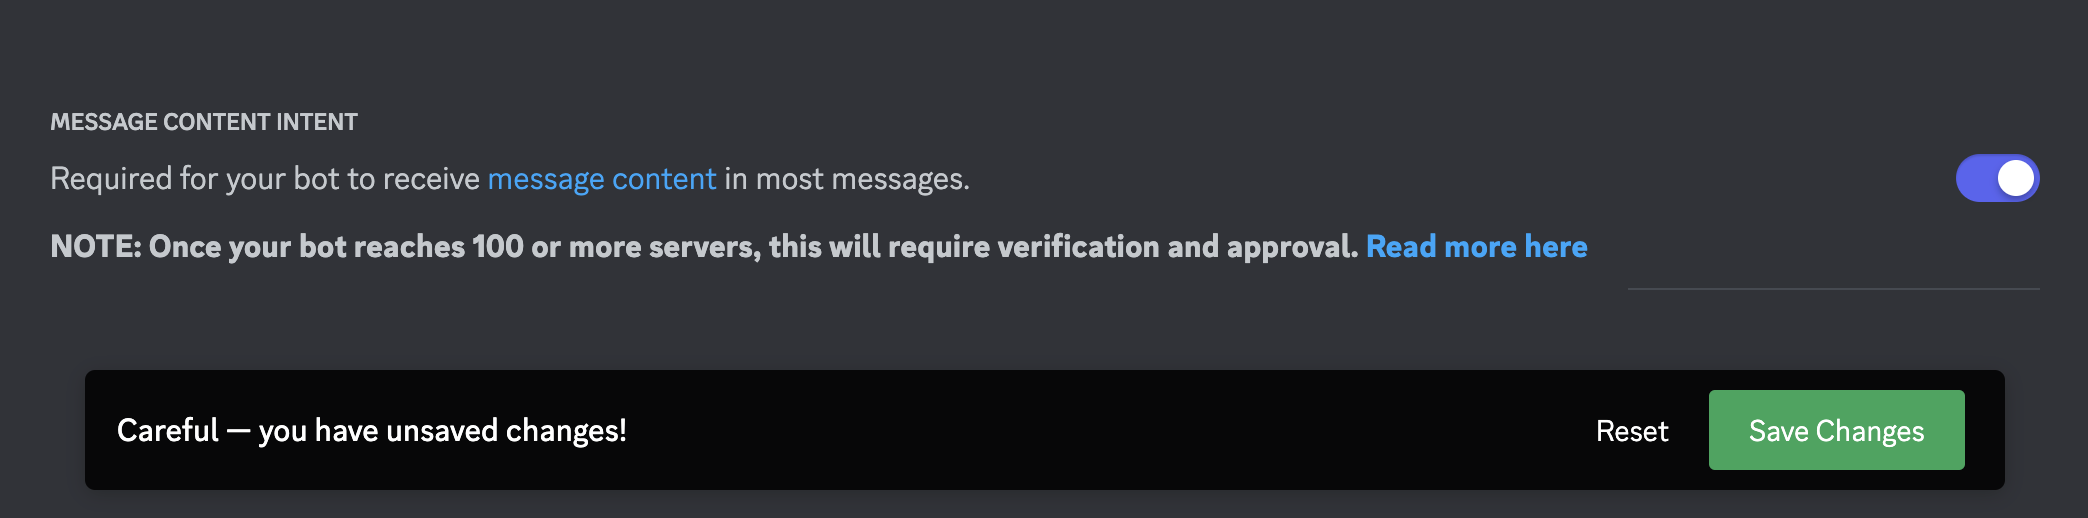 MESSAGE CONTENT INTENT
Required for your bot to receive message content in most messages.
NOTE: Once your bot reaches 100 or more servers, this will require verification and approval. Read more here
Careful — you have unsaved changes!
Reset
Save Changes